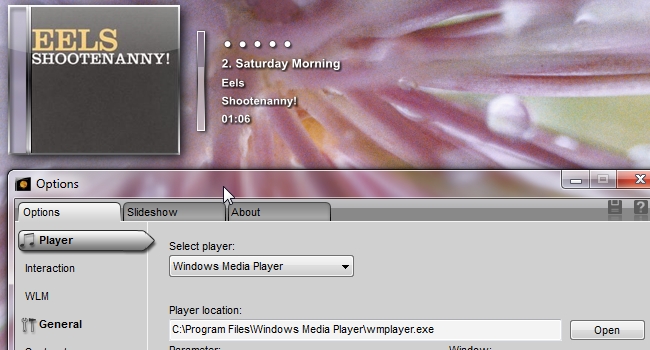 EELS
SHOOTENANNY!
2. Saturday Morning
Eels
Shootenanny!
01:06
Options
Options
Slideshow
About
Player
Interaction
WLM
General
Select player:
Windows Media Player
Player location:
C:\Program Files\Windows Media Player\wmplayer.exe
Open
Parameter:
Window: